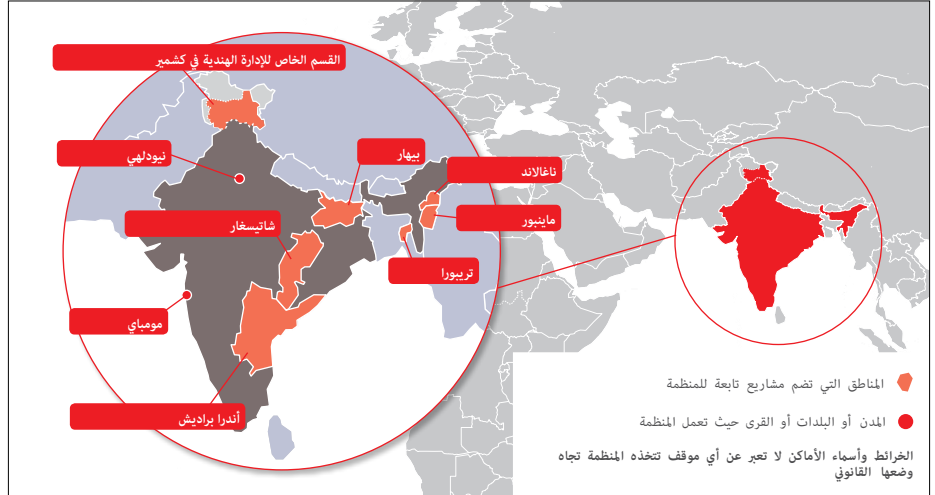 القسم الخاص للإدارة الهندية في كشمير
نيودلهي
بيهار
ناغالاند
ماينبور
شاتيسغار
تريبورا
مومباي
أندرا براديش
المناطق التي تضم مشاريع تابعة للمنظمة
المدن أو البلدات أو القرى حيث تعمل المنظمة
الخرائط وأسماء الأماكن لا تعبر عن أي موقف تتخذه المنظمة تجاه
وضعها القانوني